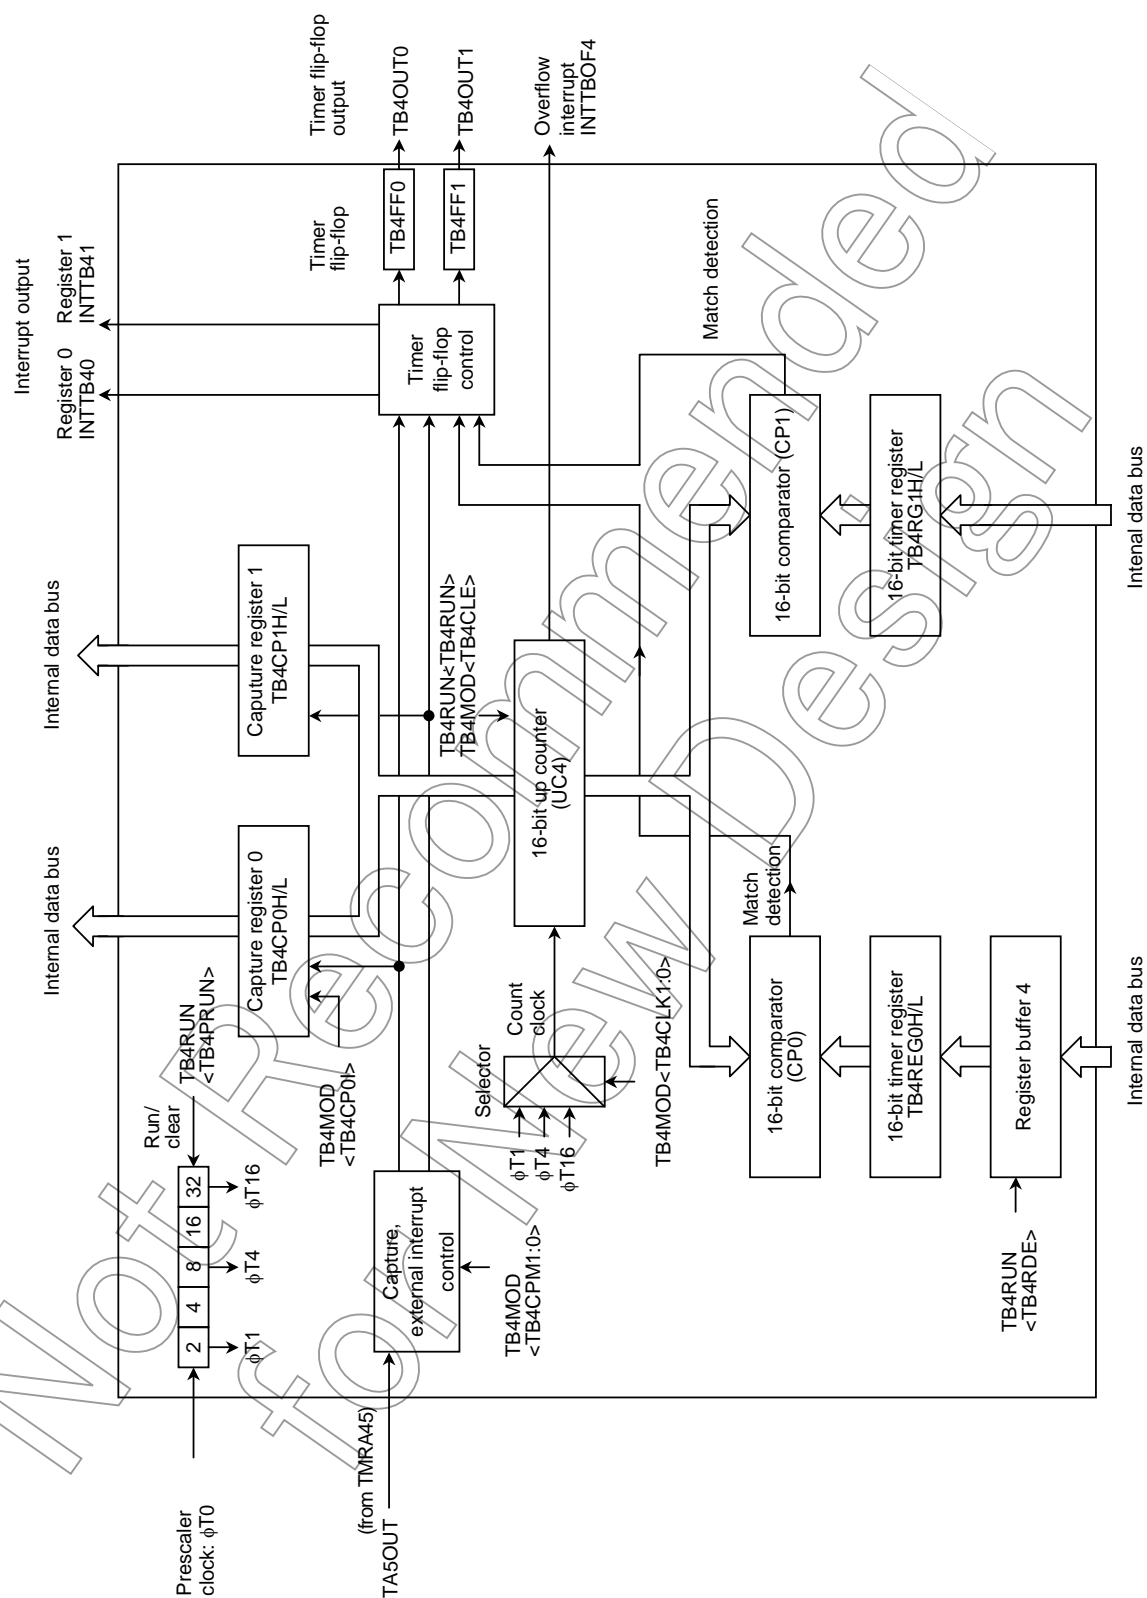 Prescaler
clock: ϕT0
2
4
8
16
32
ϕT1
ϕT4
ϕT16
Run/
clear
TB4RUN
<TB4PRUN>
Internal data bus
Internal data bus
Interrupt output
Register 0
INTTB40
Register 1
INTTB41
Capture register 0
TB4CP0H/L
Caputure register 1
TB4CP1H/L
TB4MOD
<TB4CP0I>
TA5OUT
(from TMRA45)
Capture,
external interrupt
control
TB4MOD
<TB4CPM1:0>
Selector
ϕT1
ϕT4
ϕT16
Count
clock
TB4MOD<TB4CLK1:0>
TB4RUN<TB4RUN>
TB4MOD<TB4CLE>
16-bit up counter
(UC4)
Timer
flip-flop
control
Timer
flip-flop
TB4FF0
TB4FF1
Timer flip-flop
output
TB4OUT0
TB4OUT1
Overflow
interrupt
INTTBOF4
Match
detection
Match detection
16-bit comparator
(CP0)
16-bit comparator (CP1)
16-bit timer register
TB4REG0H/L
16-bit timer register
TB4RG1H/L
Register buffer 4
TB4RUN
<TB4RDE>
Internal data bus
Intenal data bus
Not Recommended
for New Design